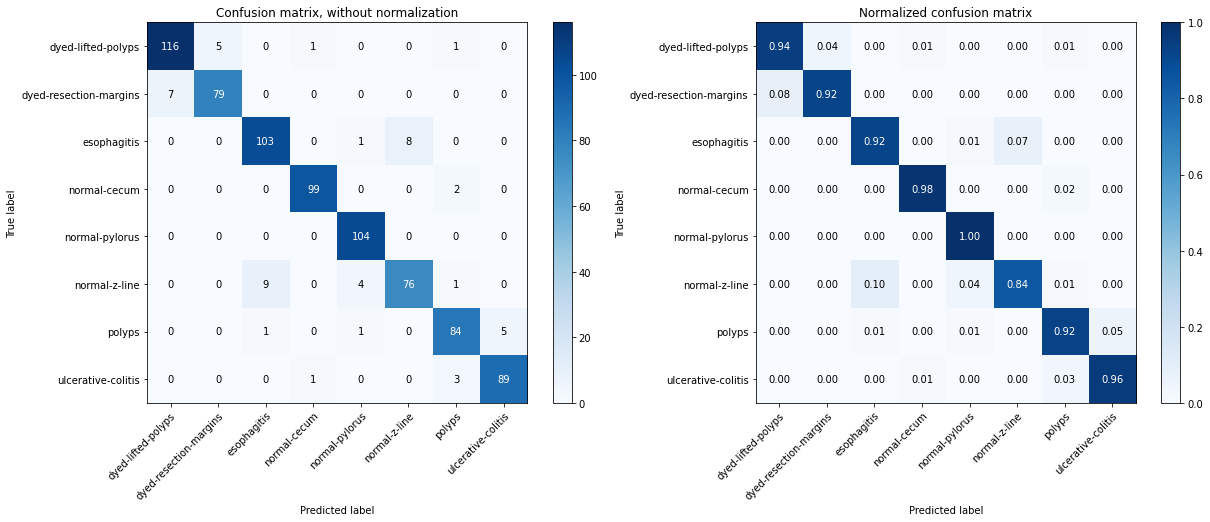 Confusion matrix, without normalization
dyed-lifted-polyps 116 5 0 1 0 0 1 0
dyed-resection-margins 7 79 0 0 0 0 0 0
esophagitis 0 0 103 0 1 8 0 0
normal-cecum 0 0 0 99 0 0 2 0
normal-pylorus 0 0 0 0 104 0 0 0
normal-z-line 0 0 9 0 4 76 1 0
polyps 0 0 1 0 1 0 84 5
ulcerative-colitis 0 0 0 1 0 0 3 89
True label
dyed-lifted-polyps
dyed-resection-margins
esophagitis
normal-cecum
normal-pylorus
normal-z-line
polyps
ulcerative-colitis
Predicted label
100
80
60
40
20
0
Normalized confusion matrix
dyed-lifted-polyps 0.94 0.04 0.00 0.01 0.00 0.00 0.01 0.00
dyed-resection-margins 0.08 0.92 0.00 0.00 0.00 0.00 0.00 0.00
esophagitis 0.00 0.00 0.92 0.00 0.01 0.07 0.00 0.00
normal-cecum 0.00 0.00 0.00 0.98 0.00 0.00 0.02 0.00
normal-pylorus 0.00 0.00 0.00 0.00 1.00 0.00 0.00 0.00
normal-z-line 0.00 0.00 0.10 0.00 0.04 0.84 0.01 0.00
polyps 0.00 0.00 0.01 0.00 0.01 0.00 0.92 0.05
ulcerative-colitis 0.00 0.00 0.00 0.01 0.00 0.00 0.03 0.96
True label
dyed-lifted-polyps
dyed-resection-margins
esophagitis
normal-cecum
normal-pylorus
normal-z-line
polyps
ulcerative-colitis
Predicted label
1.0
0.8
0.6
0.4
0.2
0.0